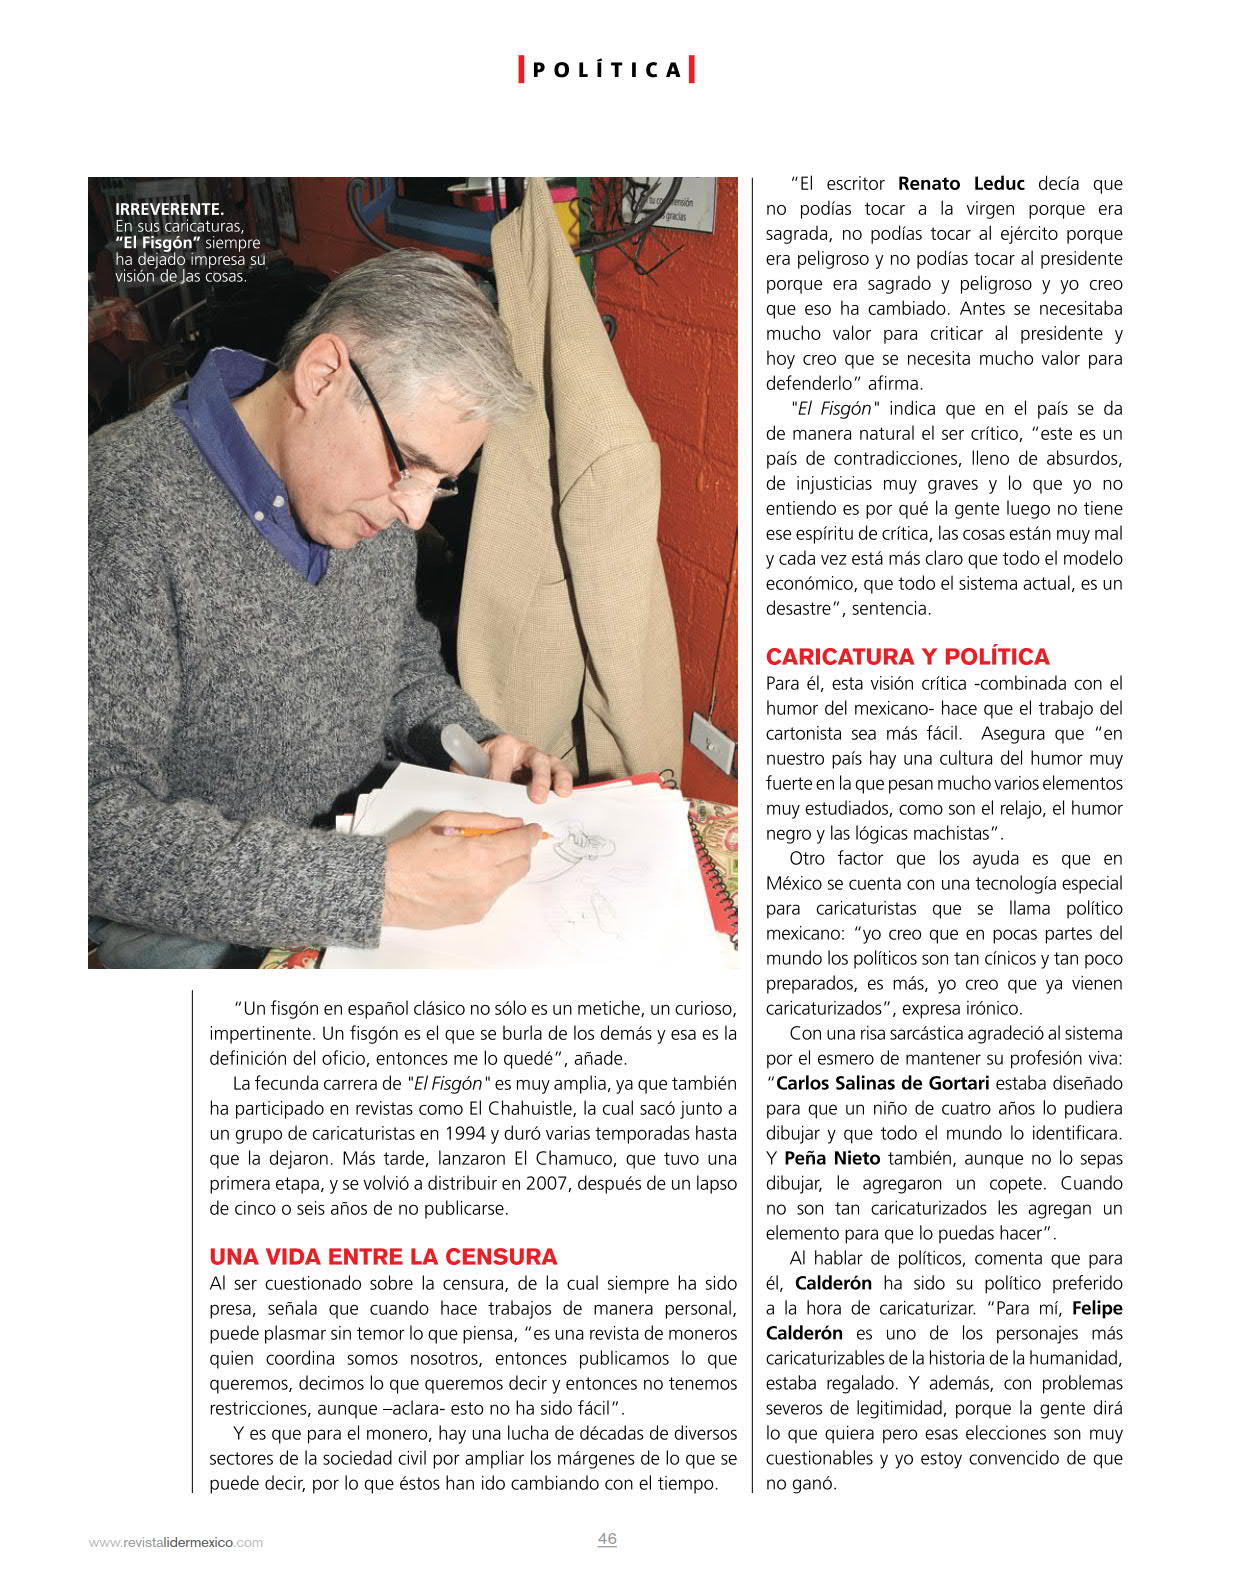 POLÍTICA
IRREVERENTE.
En sus caricaturas,
“El Fisgón” siempre
ha dejado impresa su
visión de las cosas.
tu comprensión
s gracias
“Un fisgón en español clásico no sólo es un metiche, un curioso,
impertinente. Un fisgón es el que se burla de los demás y esa es la
definición del oficio, entonces me lo quedé”, añade.
La fecunda carrera de "El Fisgón" es muy amplia, ya que también
ha participado en revistas como El Chahuistle, la cual sacó junto a
un grupo de caricaturistas en 1994 y duró varias temporadas hasta
que la dejaron. Más tarde, lanzaron El Chamuco, que tuvo una
primera etapa, y se volvió a distribuir en 2007, después de un lapso
de cinco o seis años de no publicarse.
UNA VIDA ENTRE LA CENSURA
Al ser cuestionado sobre la censura, de la cual siempre ha sido
presa, señala que cuando hace trabajos de manera personal,
puede plasmar sin temor lo que piensa, “es una revista de moneros
quien coordina somos nosotros, entonces publicamos lo que
queremos, decimos lo que queremos decir y entonces no tenemos
restricciones, aunque –aclara- esto no ha sido fácil”.
Y es que para el monero, hay una lucha de décadas de diversos
sectores de la sociedad civil por ampliar los márgenes de lo que se
puede decir, por lo que éstos han ido cambiando con el tiempo.
“El escritor Renato Leduc decía que
no podías tocar a la virgen porque era
sagrada, no podías tocar al ejército porque
era peligroso y no podías tocar al presidente
porque era sagrado y peligroso y yo creo
que eso ha cambiado. Antes se necesitaba
mucho valor para criticar al presidente y
hoy creo que se necesita mucho valor para
defenderlo” afirma.
"El Fisgón" indica que en el país se da
de manera natural el ser crítico, “este es un
país de contradicciones, lleno de absurdos,
de injusticias muy graves y lo que yo no
entiendo es por qué la gente luego no tiene
ese espíritu de crítica, las cosas están muy mal
y cada vez está más claro que todo el modelo
económico, que todo el sistema actual, es un
desastre”, sentencia.
CARICATURA Y POLÍTICA
Para él, esta visión crítica -combinada con el
humor del mexicano- hace que el trabajo del
cartonista sea más fácil. Asegura que “en
nuestro país hay una cultura del humor muy
fuerte en la que pesan mucho varios elementos
muy estudiados, como son el relajo, el humor
negro y las lógicas machistas”.
Otro factor que los ayuda es que en
México se cuenta con una tecnología especial
para caricaturistas que se llama político
mexicano: “yo creo que en pocas partes del
mundo los políticos son tan cínicos y tan poco
preparados, es más, yo creo que ya vienen
caricaturizados”, expresa irónico.
Con una risa sarcástica agradeció al sistema
por el esmero de mantener su profesión viva:
“Carlos Salinas de Gortari estaba diseñado
para que un niño de cuatro años lo pudiera
dibujar y que todo el mundo lo identificara.
Y Peña Nieto también, aunque no lo sepas
dibujar, le agregaron un copete. Cuando
no son tan caricaturizados les agregan un
elemento para que lo puedas hacer”.
Al hablar de políticos, comenta que para
él, Calderón ha sido su político preferido
a la hora de caricaturizar. “Para mí, Felipe
Calderón es uno de los personajes más
caricaturizables de la historia de la humanidad,
estaba regalado. Y además, con problemas
severos de legitimidad, porque la gente dirá
lo que quiera pero esas elecciones son muy
cuestionables y yo estoy convencido de que
no ganó.
www.revistalidermexico.com
46